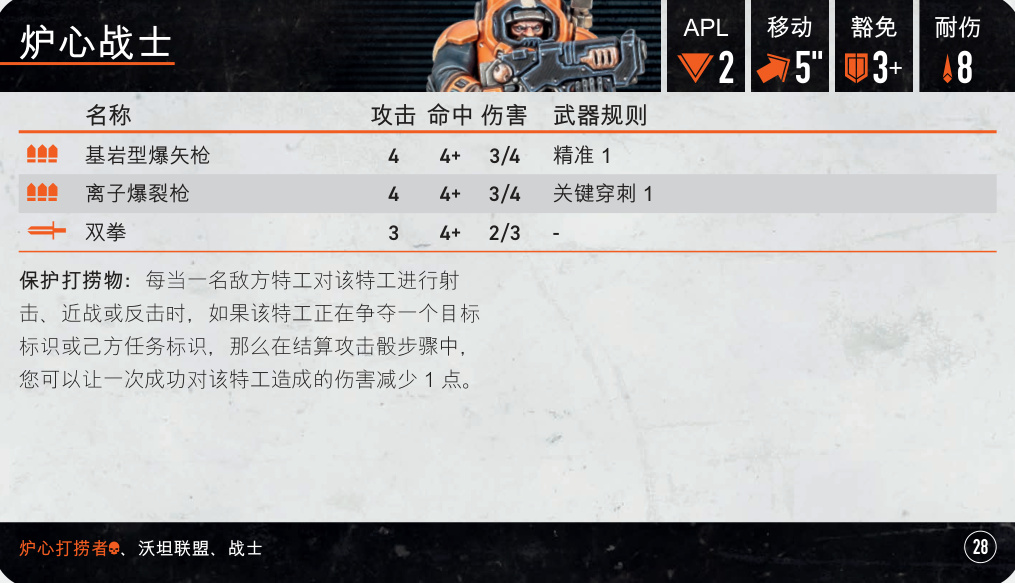 炉心战士
APL 移动 豁免 耐伤
2 5" 3+ 8
名称 攻击 命中 伤害 武器规则
基岩型爆矢枪 4 4+ 3/4 精准 1
离子爆裂枪 4 4+ 3/4 关键穿刺 1
双拳 3 4+ 2/3 -
保护打捞物：每当一名敌方特工对该特工进行射
击、近战或反击时，如果该特工正在争夺一个目标
标识或己方任务标识，那么在结算攻击骰步骤中，
您可以让一次成功对该特工造成的伤害减少 1 点。
炉心打捞者、沃坦联盟、战士
28